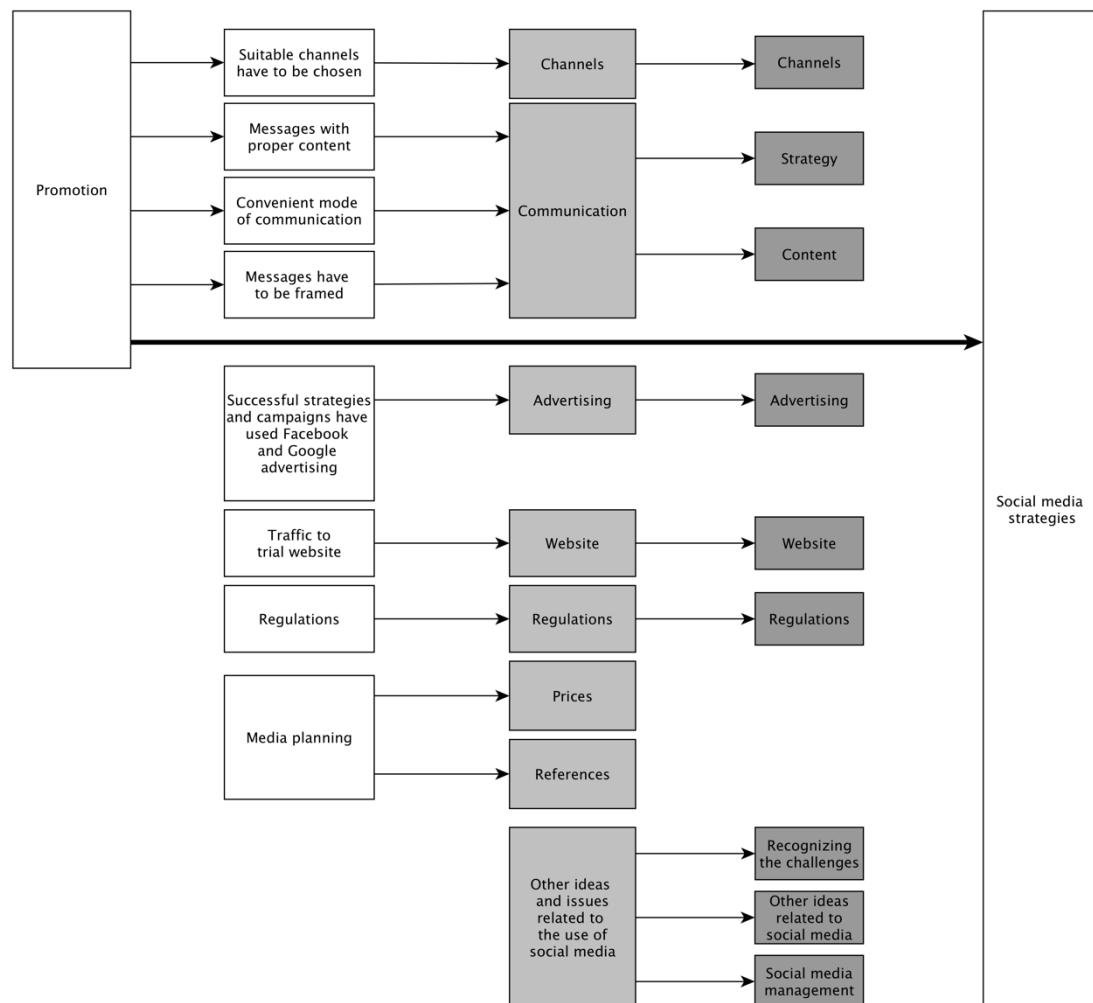 Promotion
Suitable channels
have to be chosen
Channels
Channels
Messages with
proper content
Convenient mode
of communication
Messages have
to be framed
Communication
Strategy
Content
Successful strategies
and campaigns have
used Facebook
and Google
advertising
Advertising
Advertising
Traffic to
trial website
Website
Website
Regulations
Regulations
Regulations
Media planning
Prices
References
Other ideas
and issues
related to
the use of
social media
Recognizing
the challenges
Other ideas
related to
social media
Social media
management
Social media
strategies